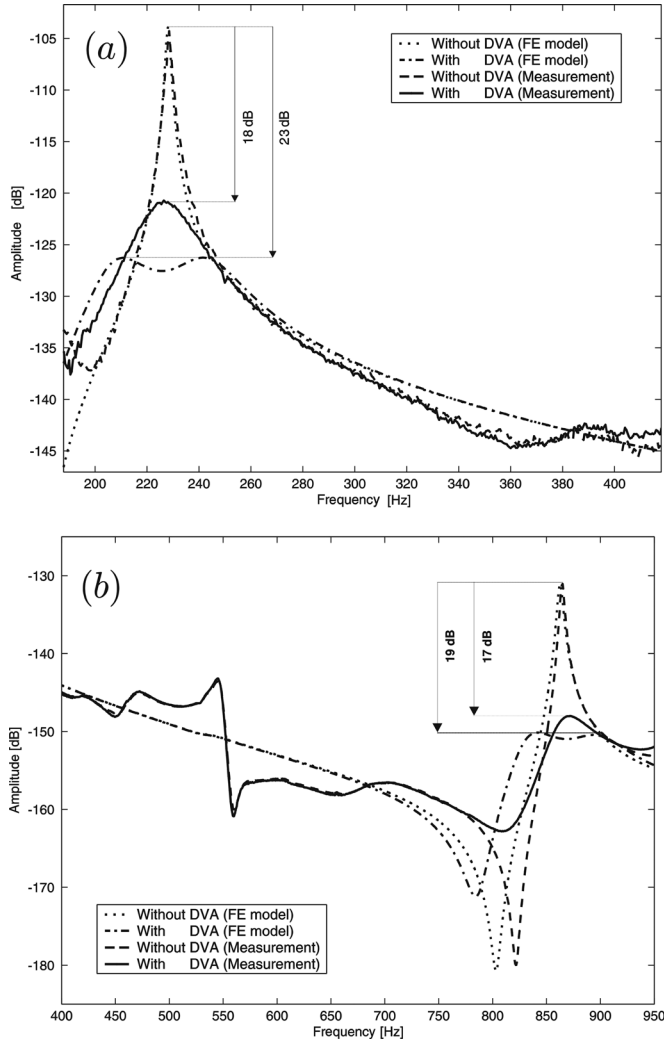 (a)
Without DVA (FE model)
With DVA (FE model)
Without DVA (Measurement)
With DVA (Measurement)
18 dB
23 dB
Amplitude [dB]
-105
-110
-115
-120
-125
-130
-135
-140
-145
200 220 240 260 280 300 320 340 360 380 400
Frequency [Hz]
(b)
19 dB
17 dB
Amplitude [dB]
-130
-140
-150
-160
-170
-180
Without DVA (FE model)
With DVA (FE model)
Without DVA (Measurement)
With DVA (Measurement)
400 450 500 550 600 650 700 750 800 850 900 950
Frequency [Hz]